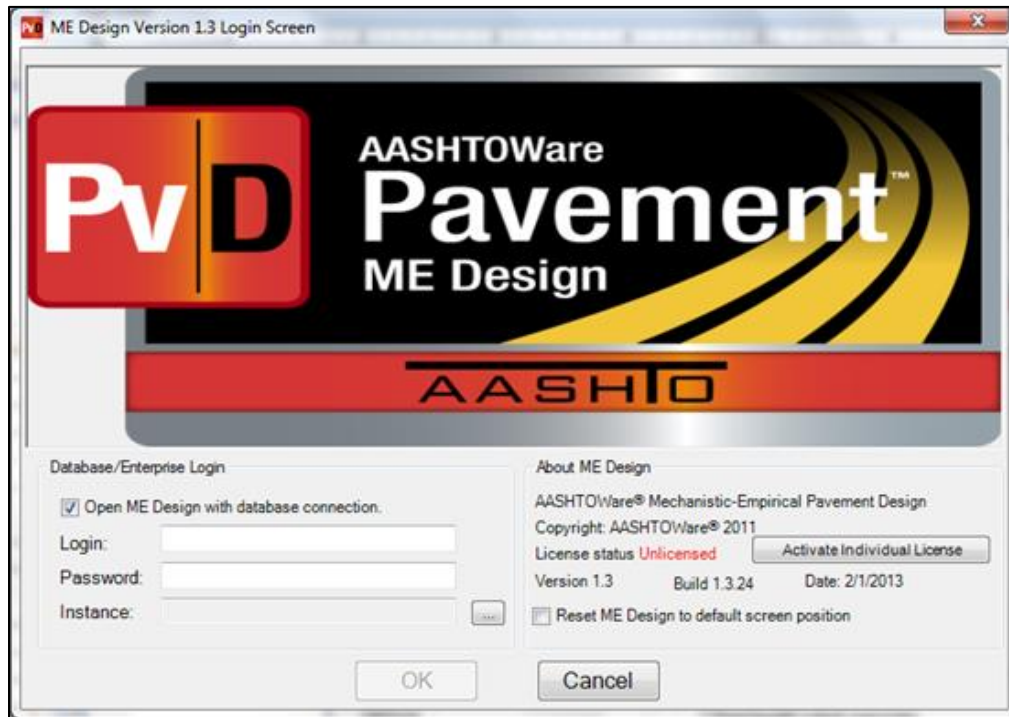 PvD ME Design Version 1.3 Login Screen
PvD
AASHTOWare
Pavement™
ME Design
AASHTO
Database/Enterprise Login
Open ME Design with database connection.
Login:
Password:
Instance:
...
About ME Design
AASHTOWare® Mechanistic-Empirical Pavement Design
Copyright: AASHTOWare® 2011
License status Unlicensed
Activate Individual License
Version 1.3 Build 1.3.24 Date: 2/1/2013
Reset ME Design to default screen position
OK
Cancel